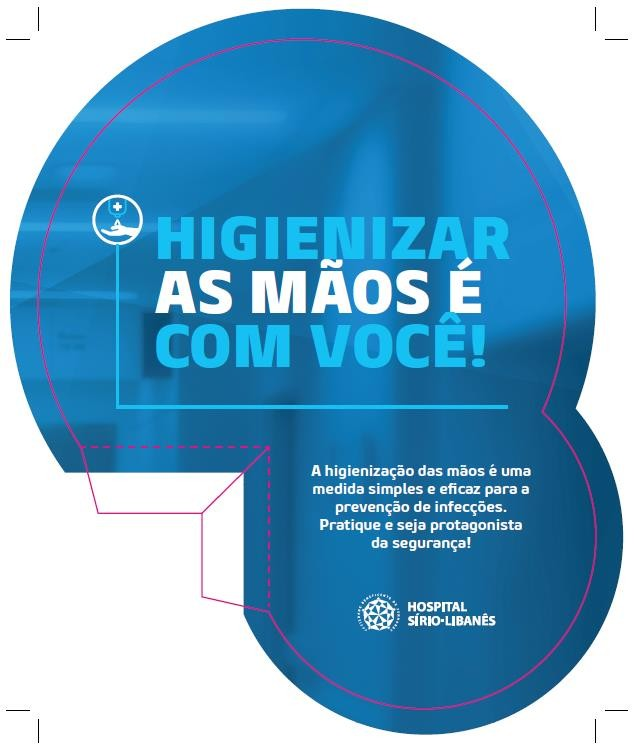 HIGIENIZAR
AS MÃOS É
COM VOCÊ!
A higienização das mãos é uma
medida simples e eficaz para a
prevenção de infecções.
Pratique e seja protagonista
da segurança!
HOSPITAL
SÍRIO-LIBANÊS